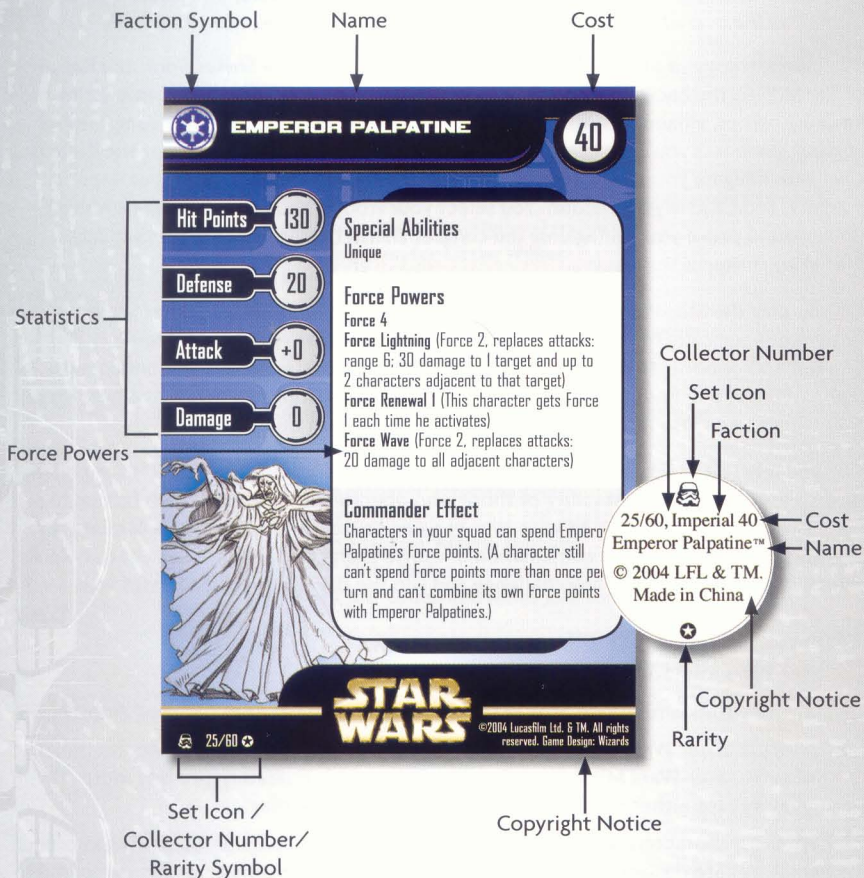 Faction Symbol Name Cost
EMPEROR PALPATINE 40
Hit Points 130
Defense 20
Attack +0
Damage 0
Statistics
Force Powers
Special Abilities
Unique
Force Powers
Force 4
Force Lightning (Force 2, replaces attacks:
range 6; 30 damage to 1 target and up to
2 characters adjacent to that target)
Force Renewal 1 (This character gets Force
1 each time he activates)
Force Wave (Force 2, replaces attacks:
20 damage to all adjacent characters)
Commander Effect
Characters in your squad can spend Emperor
Palpatine's Force points. (A character still
can't spend Force points more than once per
turn and can't combine its own Force points
with Emperor Palpatine's.)
STAR
WARS
25/60
©2004 Lucasfilm Ltd. & TM. All rights
reserved. Game Design: Wizards
Set Icon /
Collector Number/
Rarity Symbol
Copyright Notice
Collector Number
Set Icon
Faction
25/60, Imperial 40
Emperor Palpatine™
© 2004 LFL & TM.
Made in China
Cost
Name
Copyright Notice
Rarity